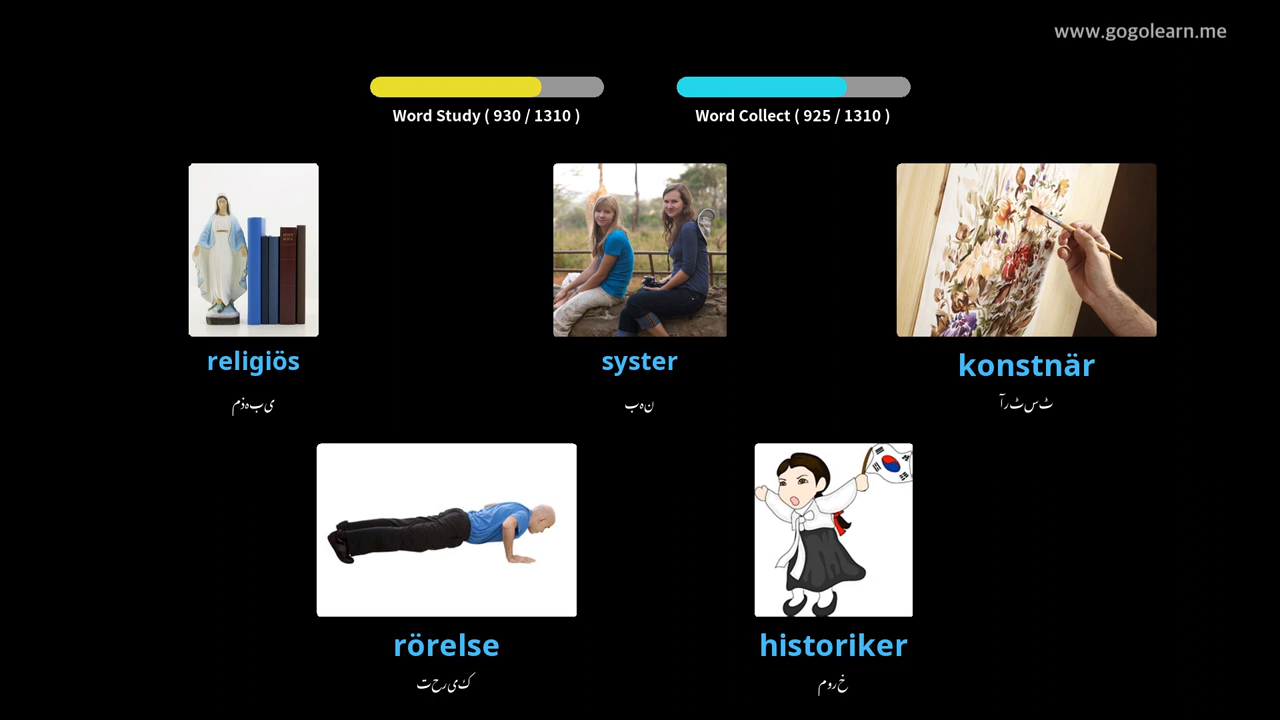 www.gogolearn.me
Word Study ( 930 / 1310 )
Word Collect ( 925 / 1310 )
religiös
مذہبی
syster
بہن
konstnär
آرٹسٹ
rörelse
تحریک
historiker
مورخ